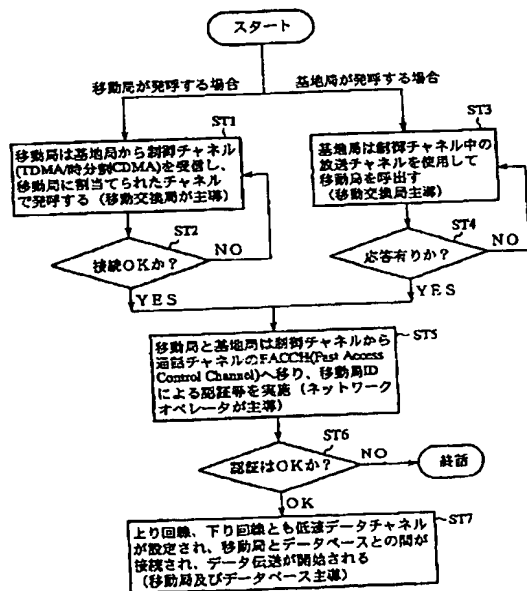 スタート
移動局が発呼する場合
基地局が発呼する場合
ST1
移動局は基地局から制御チャネル
(TDMA/時分割CDMA)を受信し、
移動局に割当てられたチャネル
で発呼する（移動交換局が主導）
ST2
接続OKか？
NO
YES
ST3
基地局は制御チャネル中の
放送チャネルを使用して
移動局を呼出す
（移動交換局主導）
ST4
応答有りか？
NO
YES
ST5
移動局と基地局は制御チャネルから
通話チャネルのFACCH(Fast Access
Control Channel)へ移り、移動局ID
による認証等を実施（ネットワーク
オペレータが主導）
ST6
認証はOKか？
NO
終話
OK
ST7
上り回線、下り回線とも低速データチャネル
が設定され、移動局とデータベースとの間が
接続され、データ伝送が開始される
（移動局及びデータベース主導）